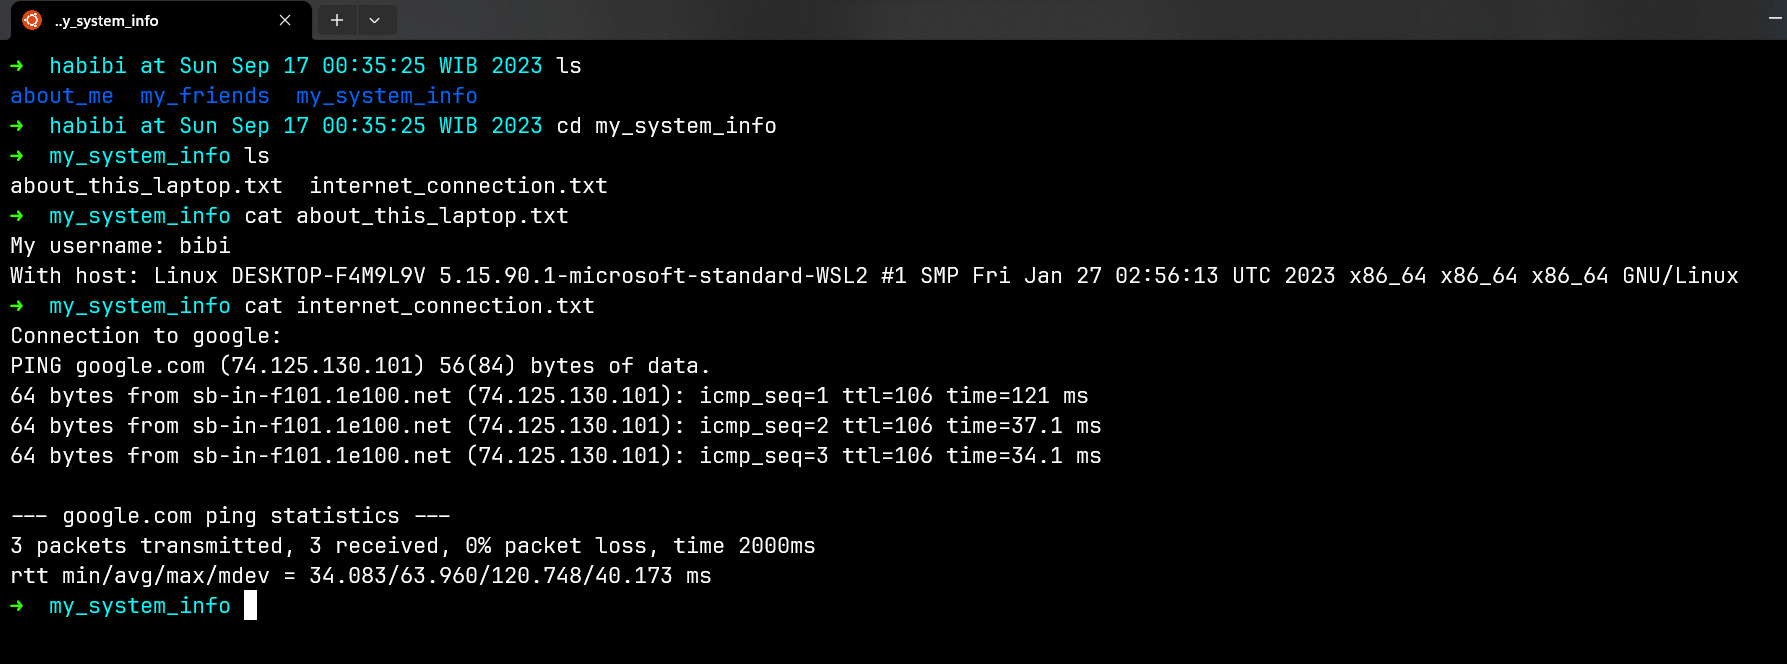 ..y_system_info
➜  habibi at Sun Sep 17 00:35:25 WIB 2023 ls
about_me  my_friends  my_system_info
➜  habibi at Sun Sep 17 00:35:25 WIB 2023 cd my_system_info
➜  my_system_info ls
about_this_laptop.txt  internet_connection.txt
➜  my_system_info cat about_this_laptop.txt
My username: bibi
With host: Linux DESKTOP-F4M9L9V 5.15.90.1-microsoft-standard-WSL2 #1 SMP Fri Jan 27 02:56:13 UTC 2023 x86_64 x86_64 x86_64 GNU/Linux
➜  my_system_info cat internet_connection.txt
Connection to google:
PING google.com (74.125.130.101) 56(84) bytes of data.
64 bytes from sb-in-f101.1e100.net (74.125.130.101): icmp_seq=1 ttl=106 time=121 ms
64 bytes from sb-in-f101.1e100.net (74.125.130.101): icmp_seq=2 ttl=106 time=37.1 ms
64 bytes from sb-in-f101.1e100.net (74.125.130.101): icmp_seq=3 ttl=106 time=34.1 ms

--- google.com ping statistics ---
3 packets transmitted, 3 received, 0% packet loss, time 2000ms
rtt min/avg/max/mdev = 34.083/63.960/120.748/40.173 ms
➜  my_system_info